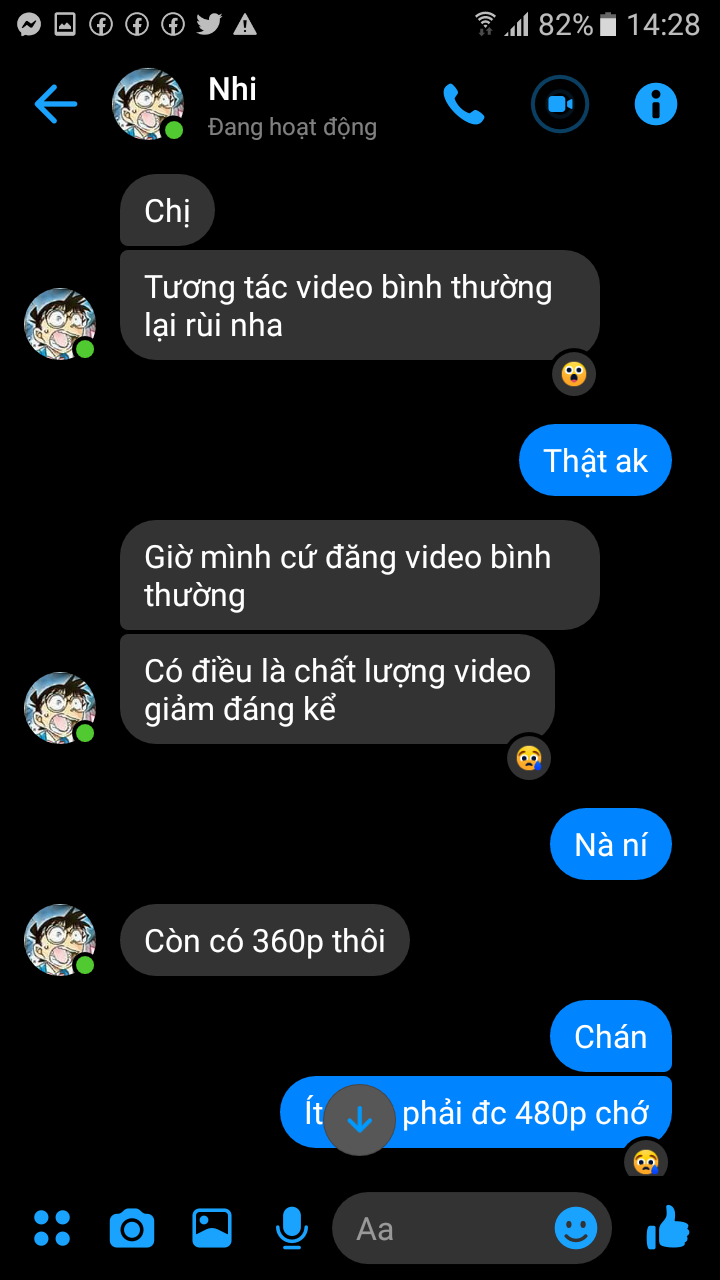 82% 14:28
Nhi
Đang hoạt động
Chị
Tương tác video bình thường
lại rùi nha
Thật ak
Giờ mình cứ đăng video bình
thường
Có điều là chất lượng video
giảm đáng kể
Nà ní
Còn có 360p thôi
Chán
Ít phải đc 480p chớ
Aa